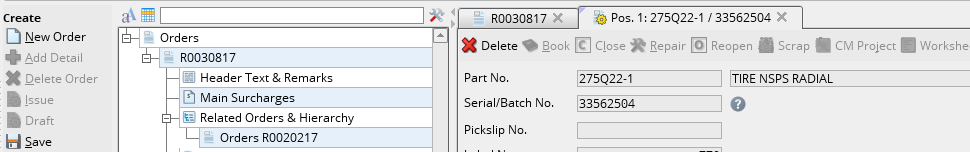 Create
New Order
Add Detail
Delete Order
Issue
Draft
Save
Orders
R0030817
Header Text & Remarks
Main Surcharges
Related Orders & Hierarchy
Orders R0020217
R0030817
Pos. 1: 275Q22-1 / 33562504
Delete Book Close Repair Reopen Scrap CM Project
Part No. 275Q22-1 TIRE NSPS RADIAL
Serial/Batch No. 33562504
Pickslip No.